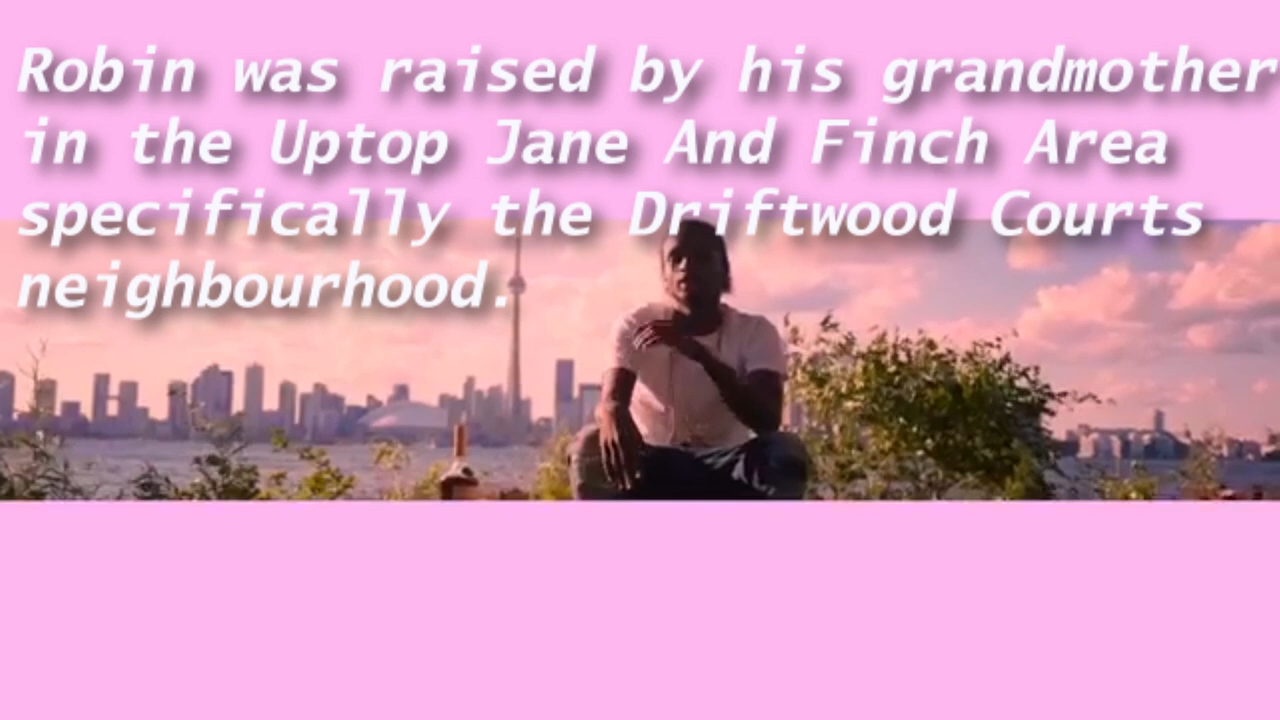 Robin was raised by his grandmother
in the Uptop Jane And Finch Area
specifically the Driftwood Courts
neighbourhood.